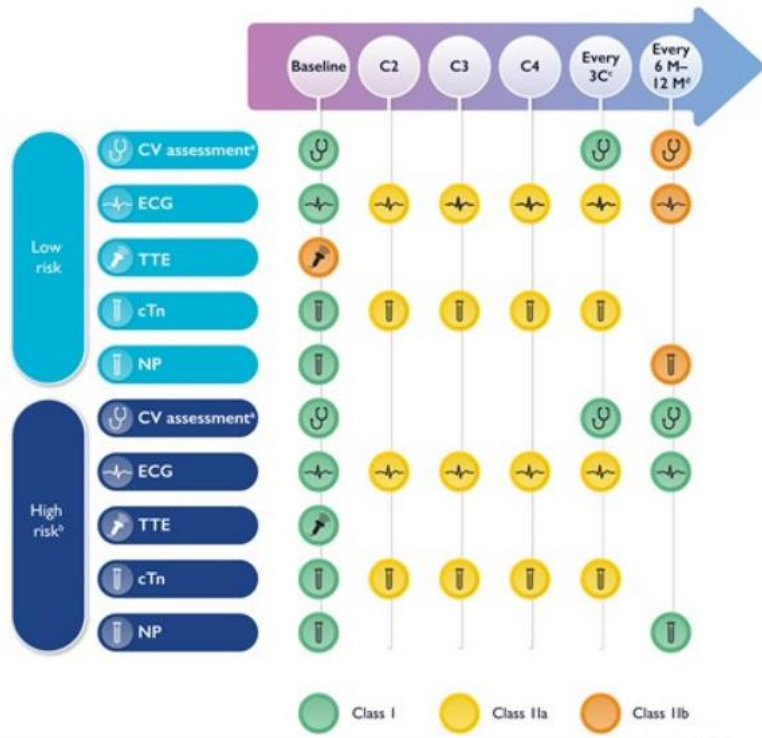 Baseline
C2
C3
C4
Every
3Cᶜ
Every
6 M–
12 Mᵈ
Low
risk
CV assessmentᵃ
ECG
TTE
cTn
NP
High
riskᵇ
CV assessmentᵃ
ECG
TTE
cTn
NP
Class I
Class IIa
Class IIb